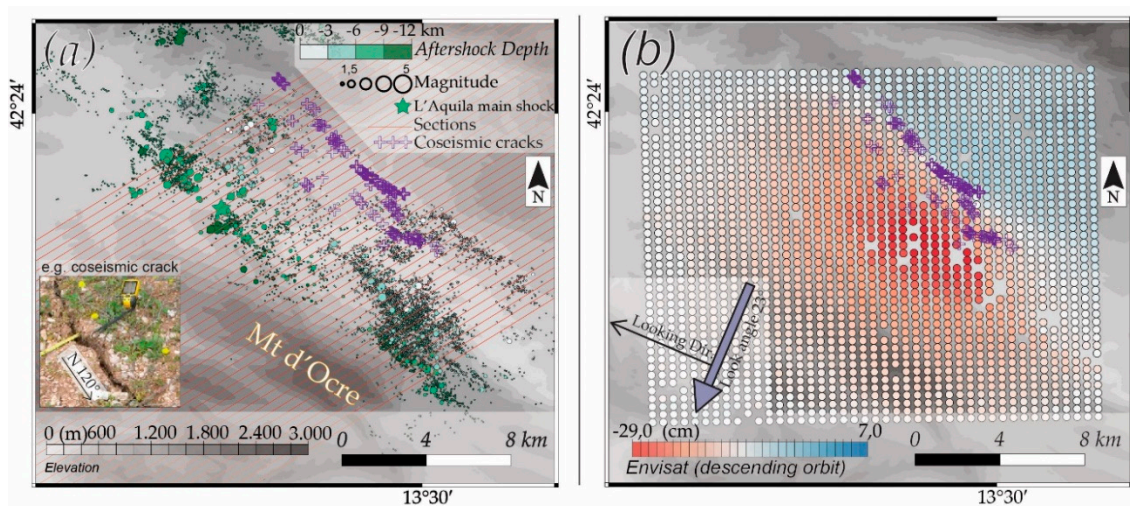 (a)
0 -3 -6 -9 -12 km
Aftershock Depth
1,5 5
Magnitude
L'Aquila main shock
Sections
Coseismic cracks
N
42°24′
e.g. coseismic crack
N 120°
Mt d'Ocre
0 (m) 600 1.200 1.800 2.400 3.000
Elevation
0 4 8 km
13°30′
(b)
42°24′
N
Looking Dir.
Look angle 23
-29,0 (cm) 7,0
Envisat (descending orbit)
0 4 8 km
13°30′